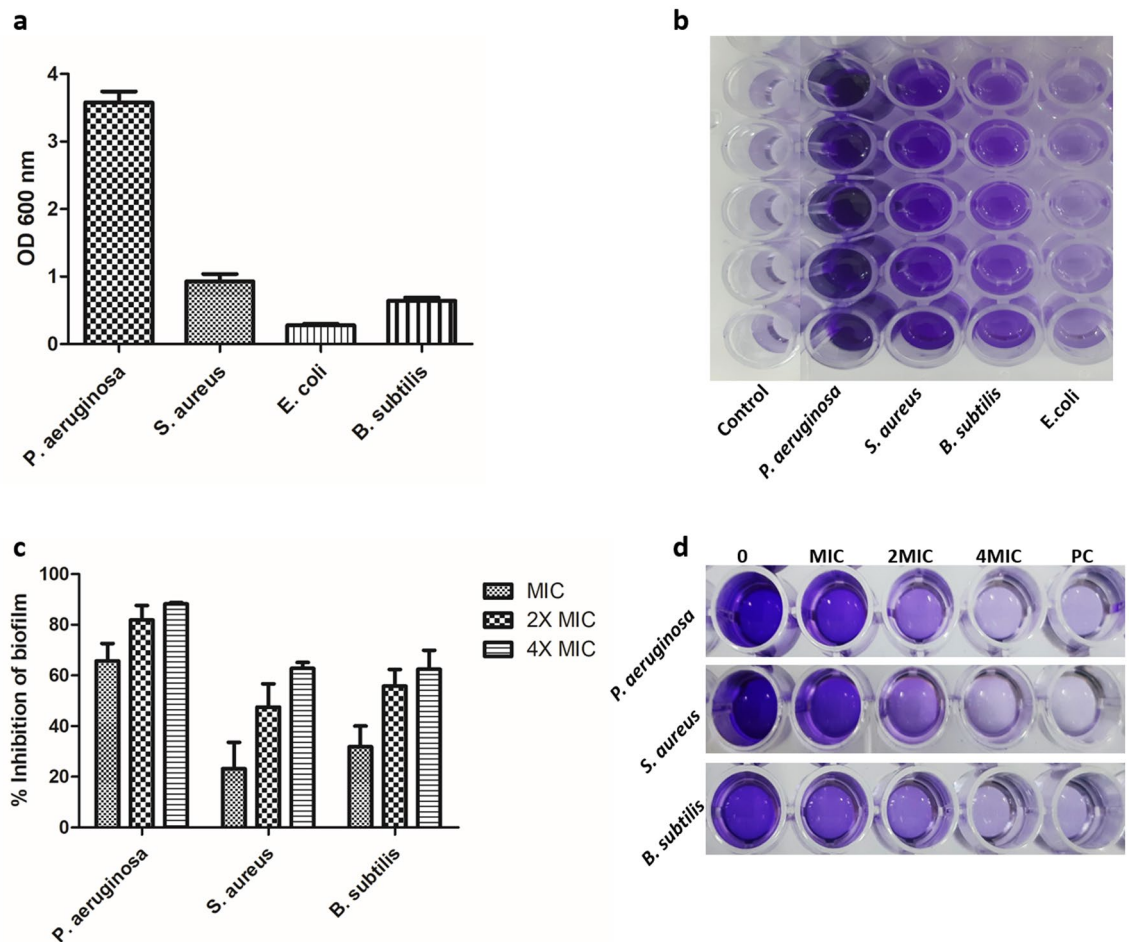 a
OD 600 nm
4
3
2
1
0
P. aeruginosa
S. aureus
E. coli
B. subtilis
b
Control
P. aeruginosa
S. aureus
B. subtilis
E.coli
c
% Inhibition of biofilm
100
80
60
40
20
0
P. aeruginosa
S. aureus
B. subtilis
MIC
2X MIC
4X MIC
d
0 MIC 2MIC 4MIC PC
P. aeruginosa
S. aureus
B. subtilis